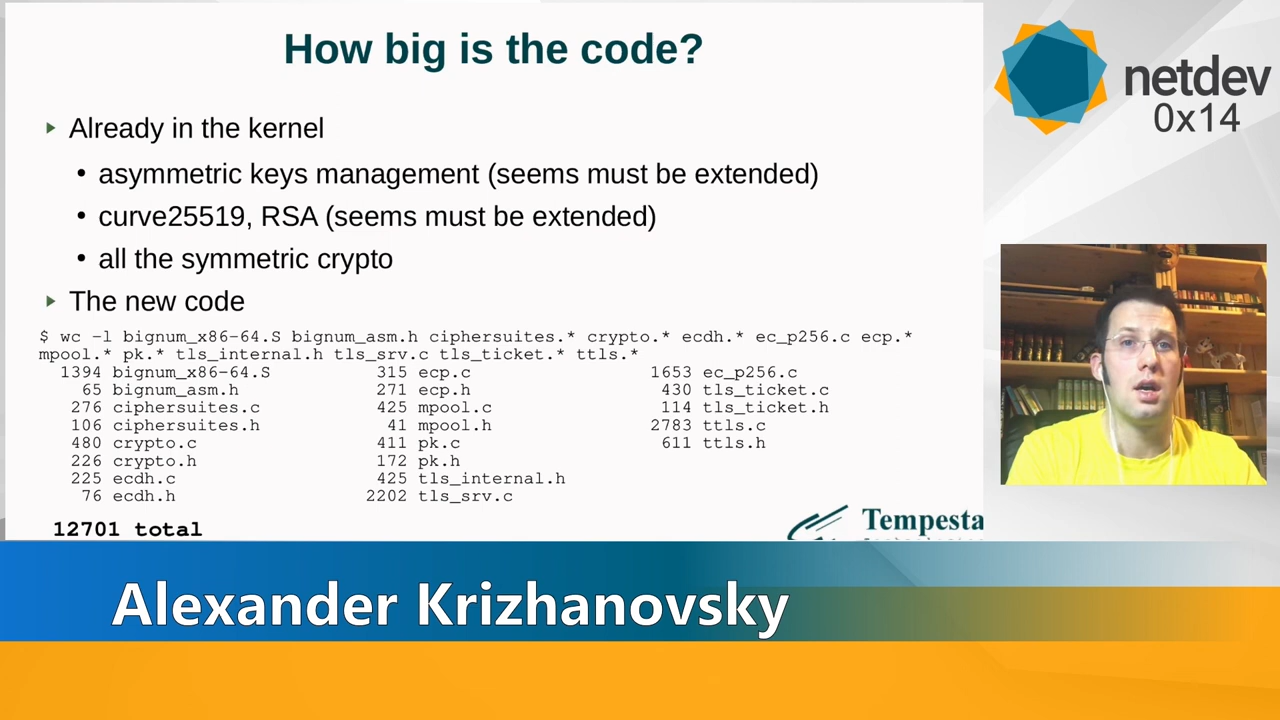 How big is the code?
Already in the kernel
asymmetric keys management (seems must be extended)
curve25519, RSA (seems must be extended)
all the symmetric crypto
The new code
$ wc -l bignum_x86-64.S bignum_asm.h ciphersuites.* crypto.* ecdh.* ec_p256.c ecp.*
mpool.* pk.* tls_internal.h tls_srv.c tls_ticket.* ttls.*
1394 bignum_x86-64.S 315 ecp.c 1653 ec_p256.c
65 bignum_asm.h 271 ecp.h 430 tls_ticket.c
276 ciphersuites.c 425 mpool.c 114 tls_ticket.h
106 ciphersuites.h 41 mpool.h 2783 ttls.c
480 crypto.c 411 pk.c 611 ttls.h
226 crypto.h 172 pk.h
225 ecdh.c 425 tls_internal.h
76 ecdh.h 2202 tls_srv.c
12701 total
Tempesta
netdev
0x14
Alexander Krizhanovsky